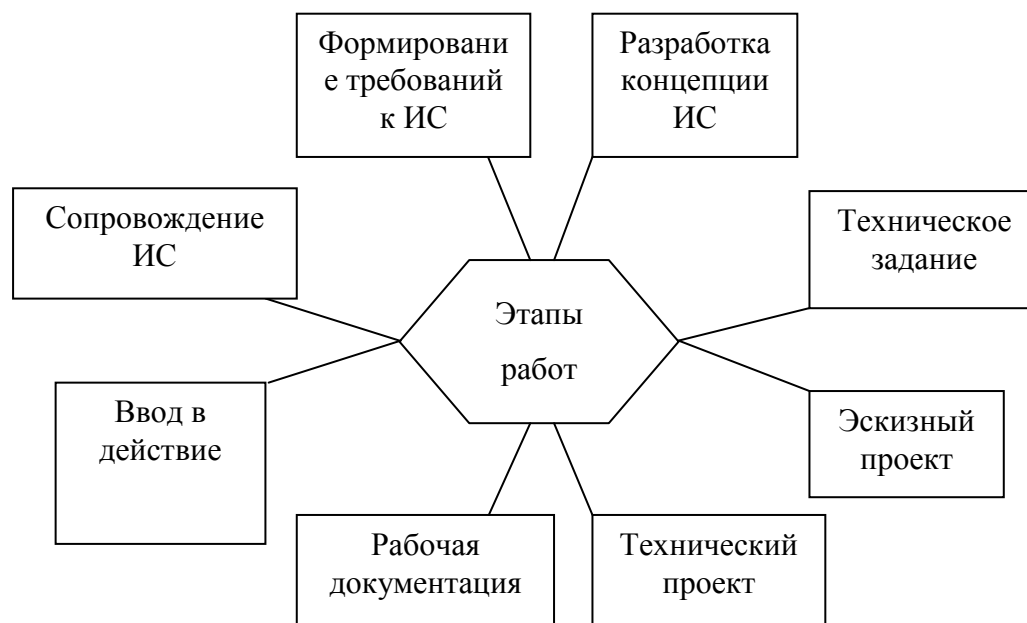 Формировани
е требований
к ИС
Разработка
концепции
ИС
Сопровождение
ИС
Техническое
задание
Этапы
работ
Ввод в
действие
Эскизный
проект
Рабочая
документация
Технический
проект